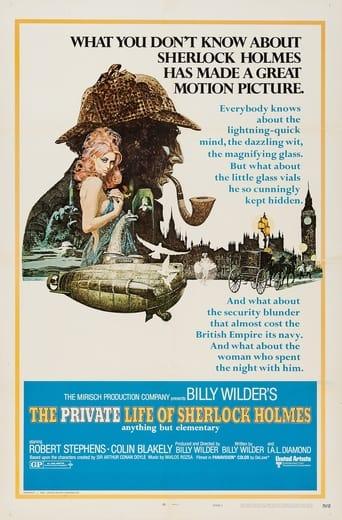 WHAT YOU DON'T KNOW ABOUT
SHERLOCK HOLMES
HAS MADE A GREAT
MOTION PICTURE.
Everybody knows
about the
lightning-quick
mind, the dazzling wit,
the magnifying glass.
But what about
the little glass vials
he so cunningly
kept hidden.
And what about
the security blunder
that almost cost the
British Empire its navy.
And what about the
woman who spent
the night with him.
THE MIRISCH PRODUCTION COMPANY presents BILLY WILDER'S
THE PRIVATE LIFE OF SHERLOCK HOLMES
anything but elementary
starring
ROBERT STEPHENS · COLIN BLAKELY
Produced and Directed by
BILLY WILDER
Written by
BILLY WILDER and I.A.L. DIAMOND
Based upon the characters created by SIR ARTHUR CONAN DOYLE
Music by MIKLOS ROZSA
Filmed in PANAVISION® COLOR by DeLuxe®
United Artists
GP